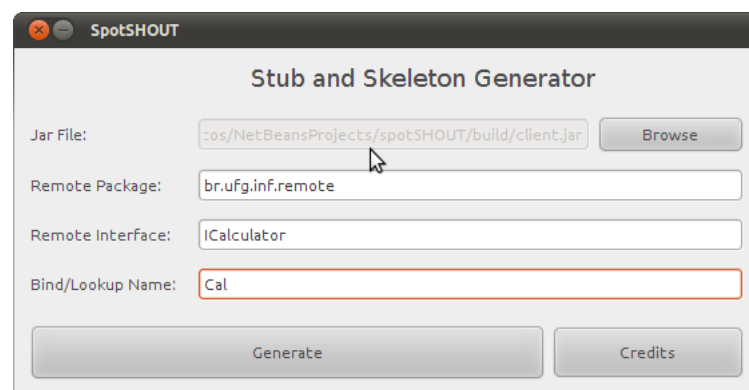 SpotSHOUT
Stub and Skeleton Generator
Jar File: :os/NetBeansProjects/spotSHOUT/build/client.jar Browse
Remote Package: br.ufg.inf.remote
Remote Interface: ICalculator
Bind/Lookup Name: Cal
Generate Credits